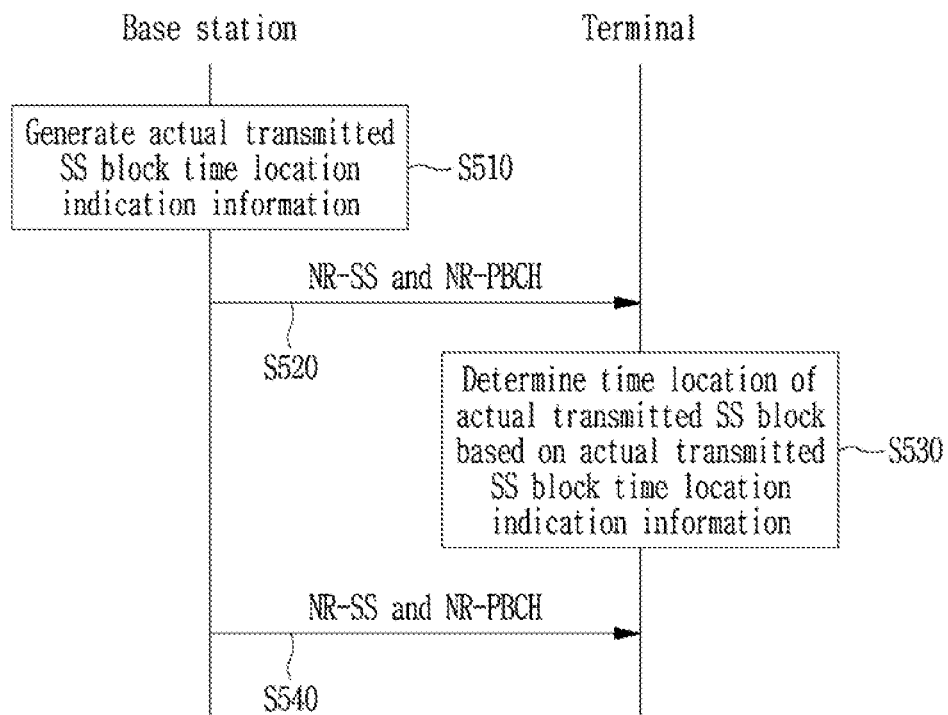 Base station
Terminal
Generate actual transmitted
SS block time location
indication information
S510
NR-SS and NR-PBCH
S520
Determine time location of
actual transmitted SS block
based on actual transmitted
SS block time location
indication information
S530
NR-SS and NR-PBCH
S540